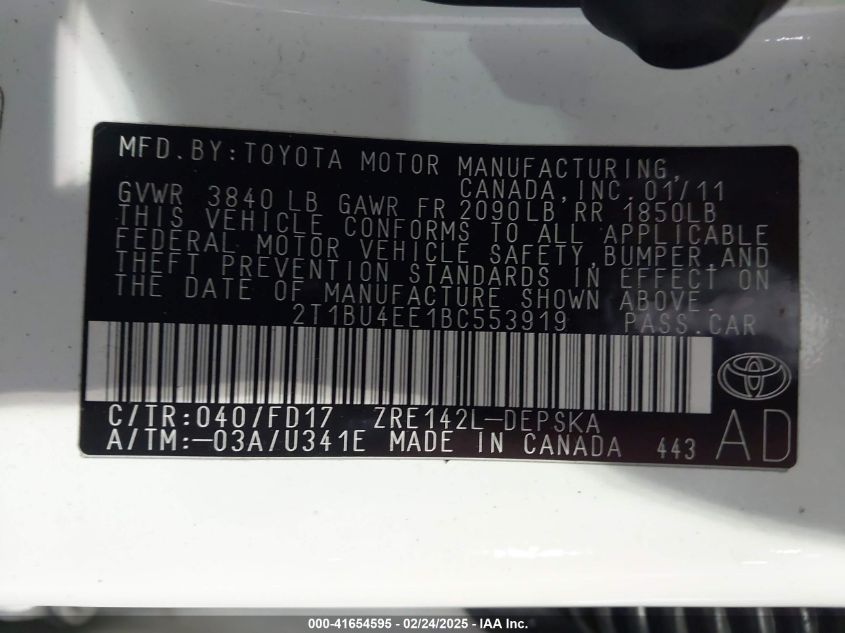 MFD.BY:TOYOTA MOTOR MANUFACTURING,
CANADA,INC. 01/11
GVWR 3840 LB GAWR FR 2090LB RR 1850LB
THIS VEHICLE CONFORMS TO ALL APPLICABLE
FEDERAL MOTOR VEHICLE SAFETY,BUMPER,AND
THEFT PREVENTION STANDARDS IN EFFECT ON
THE DATE OF MANUFACTURE SHOWN ABOVE.
2T1BU4EE1BC553919 PASS.CAR
C/TR:040/FD17 ZRE142L-DEPSKA
A/TM:-03A/U341E MADE IN CANADA 443 AD
000-41654595 - 02/24/2025 - IAA Inc.